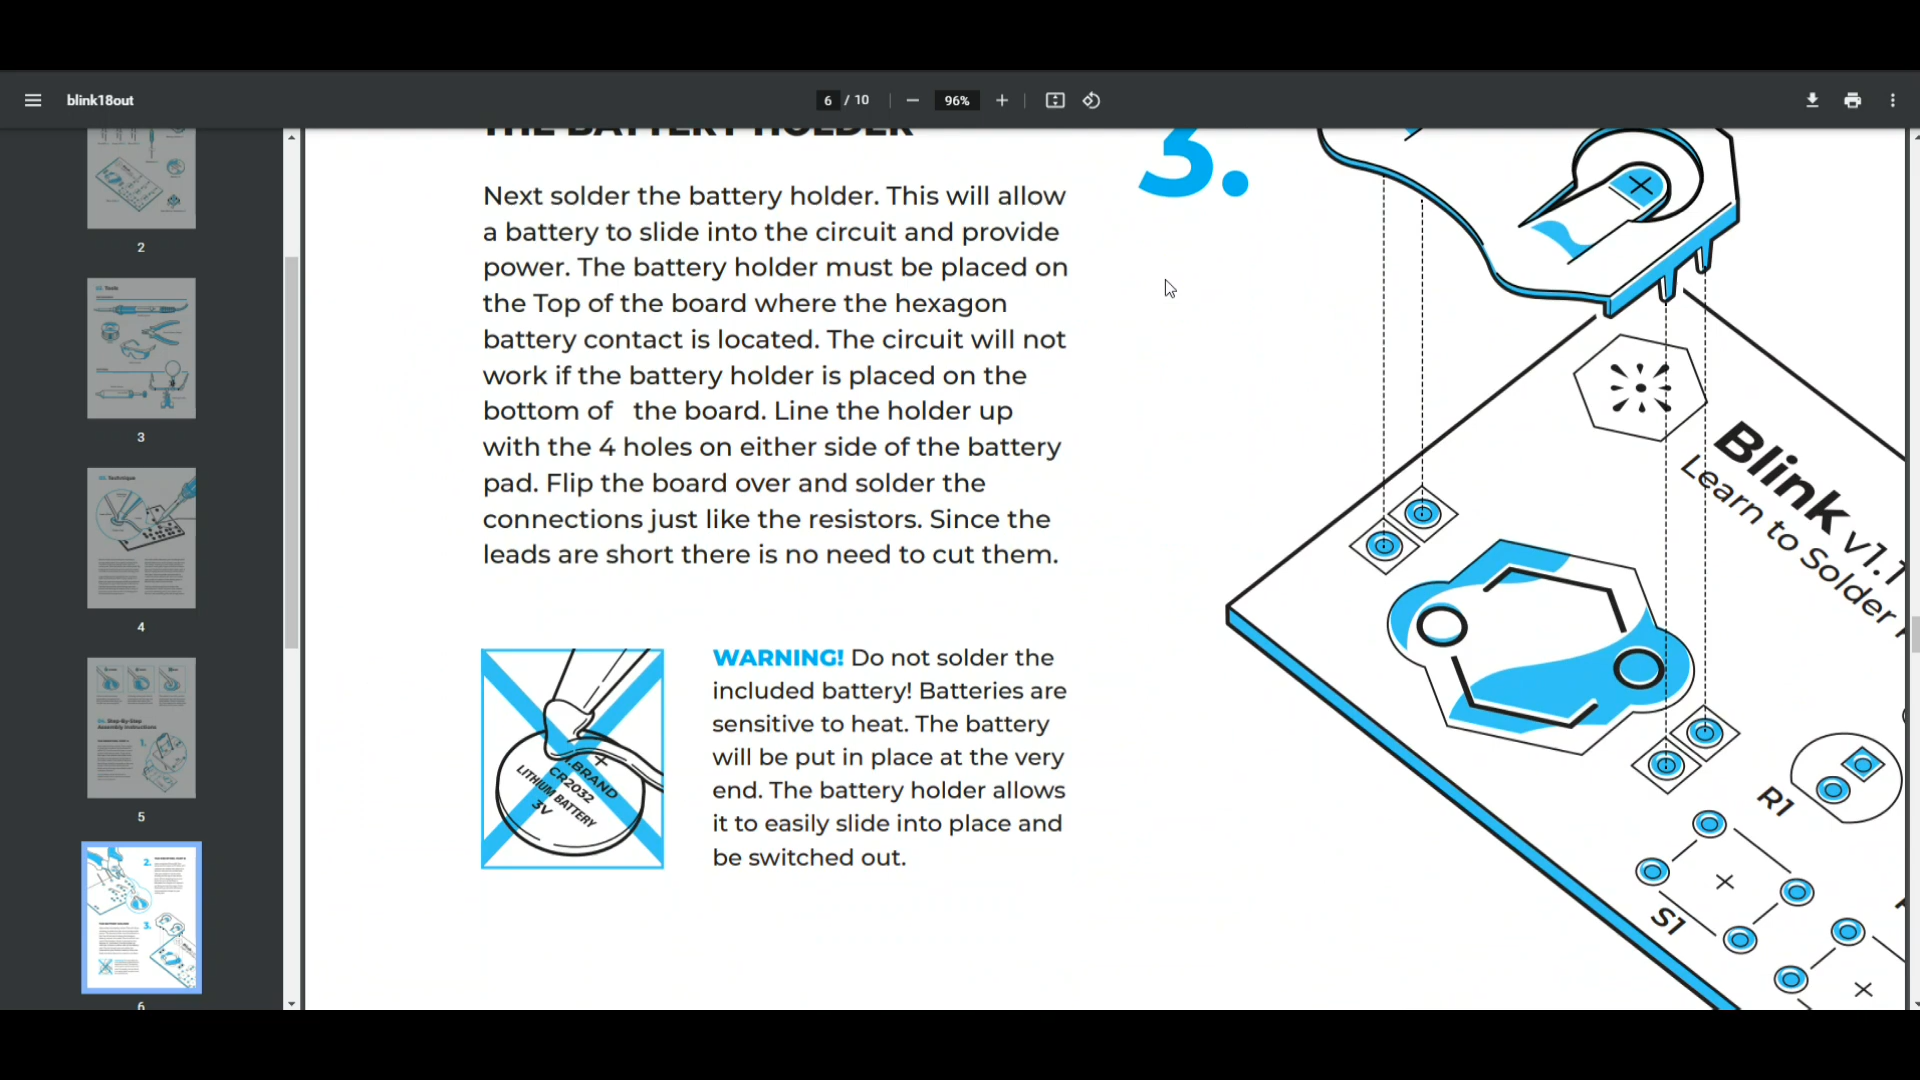 blink18out
6 / 10
96%
THE BATTERY HOLDER
3.
Next solder the battery holder. This will allow
a battery to slide into the circuit and provide
power. The battery holder must be placed on
the Top of the board where the hexagon
battery contact is located. The circuit will not
work if the battery holder is placed on the
bottom of the board. Line the holder up
with the 4 holes on either side of the battery
pad. Flip the board over and solder the
connections just like the resistors. Since the
leads are short there is no need to cut them.
WARNING! Do not solder the
included battery! Batteries are
sensitive to heat. The battery
will be put in place at the very
end. The battery holder allows
it to easily slide into place and
be switched out.
BRAND
CR2032
LITHIUM BATTERY
3V
Blink v1.1
Learn to Solder
R1
S1
2
3
4
5
6